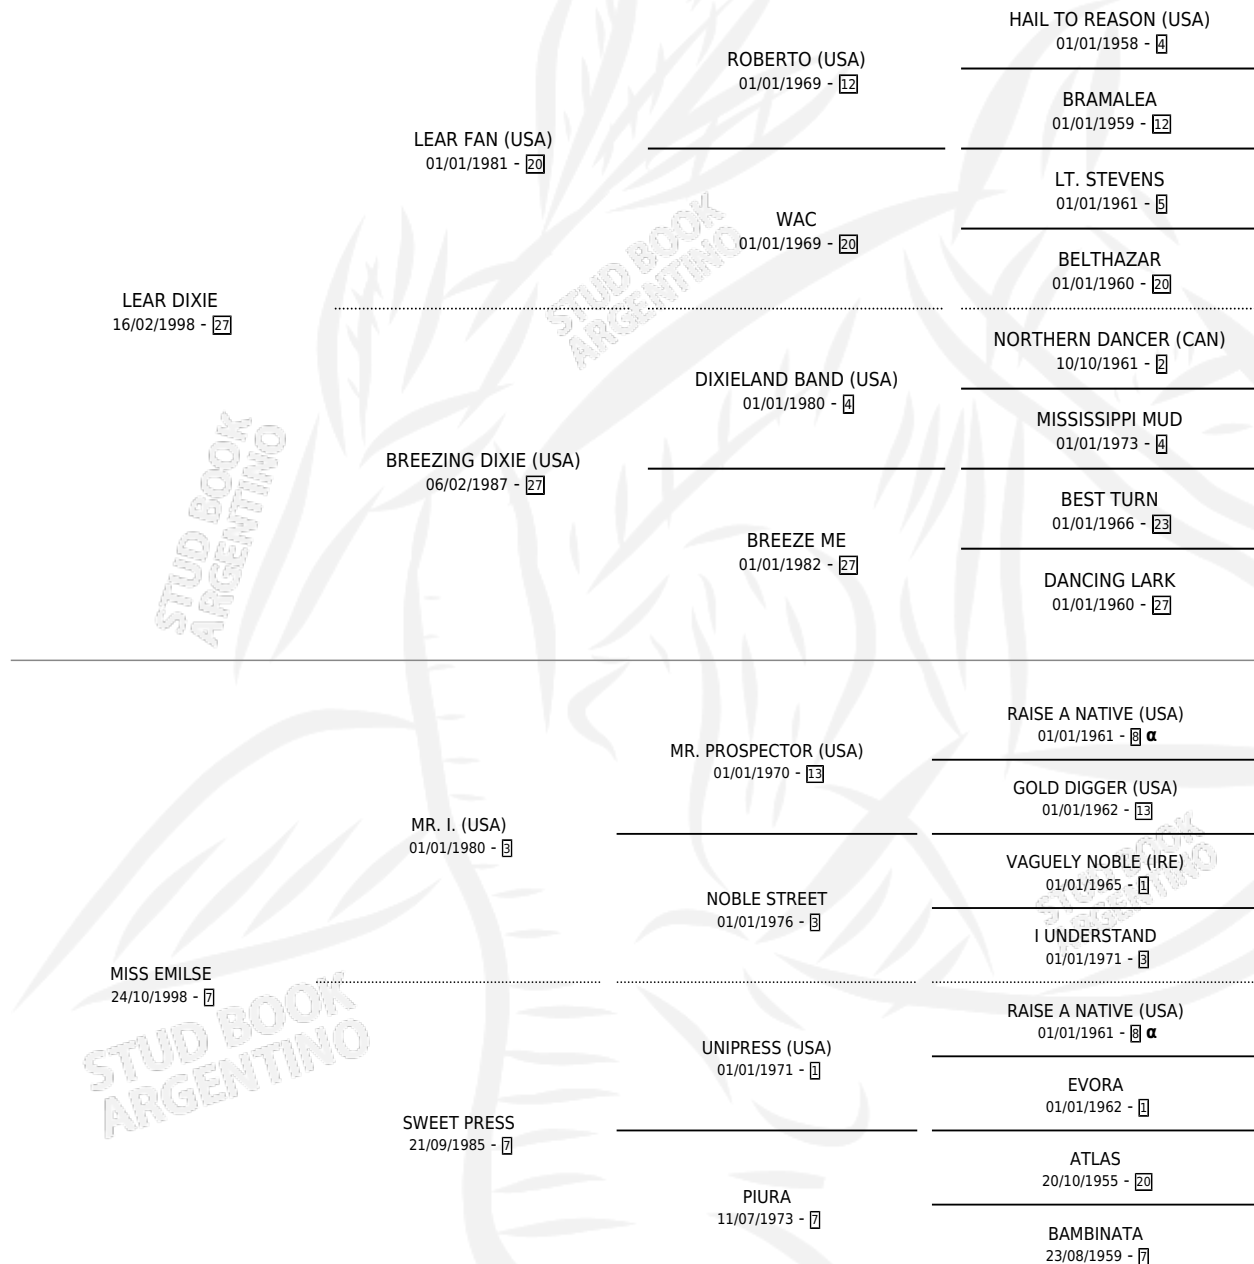 HAIL TO REASON (USA)
01/01/1958 - 4
ROBERTO (USA)
01/01/1969 - 12
BRAMALEA
01/01/1959 - 12
LEAR FAN (USA)
01/01/1981 - 20
LT. STEVENS
01/01/1961 - 5
WAC
01/01/1969 - 20
BELTHAZAR
01/01/1960 - 20
LEAR DIXIE
16/02/1998 - 27
NORTHERN DANCER (CAN)
10/10/1961 - 2
DIXIELAND BAND (USA)
01/01/1980 - 4
MISSISSIPPI MUD
01/01/1973 - 4
BREEZING DIXIE (USA)
06/02/1987 - 27
BEST TURN
01/01/1966 - 23
BREEZE ME
01/01/1982 - 27
DANCING LARK
01/01/1960 - 27
RAISE A NATIVE (USA)
01/01/1961 - 8 α
MR. PROSPECTOR (USA)
01/01/1970 - 13
GOLD DIGGER (USA)
01/01/1962 - 13
MR. I. (USA)
01/01/1980 - 3
VAGUELY NOBLE (IRE)
01/01/1965 - 1
NOBLE STREET
01/01/1976 - 3
I UNDERSTAND
01/01/1971 - 3
MISS EMILSE
24/10/1998 - 7
RAISE A NATIVE (USA)
01/01/1961 - 8 α
UNIPRESS (USA)
01/01/1971 - 1
EVORA
01/01/1962 - 1
SWEET PRESS
21/09/1985 - 7
ATLAS
20/10/1955 - 20
PIURA
11/07/1973 - 7
BAMBINATA
23/08/1959 - 7
STUD BOOK
ARGENTINO
STUD BOOK
ARGENTINO
STUD BOOK
ARGENTINO
STUD BOOK
ARGENTINO